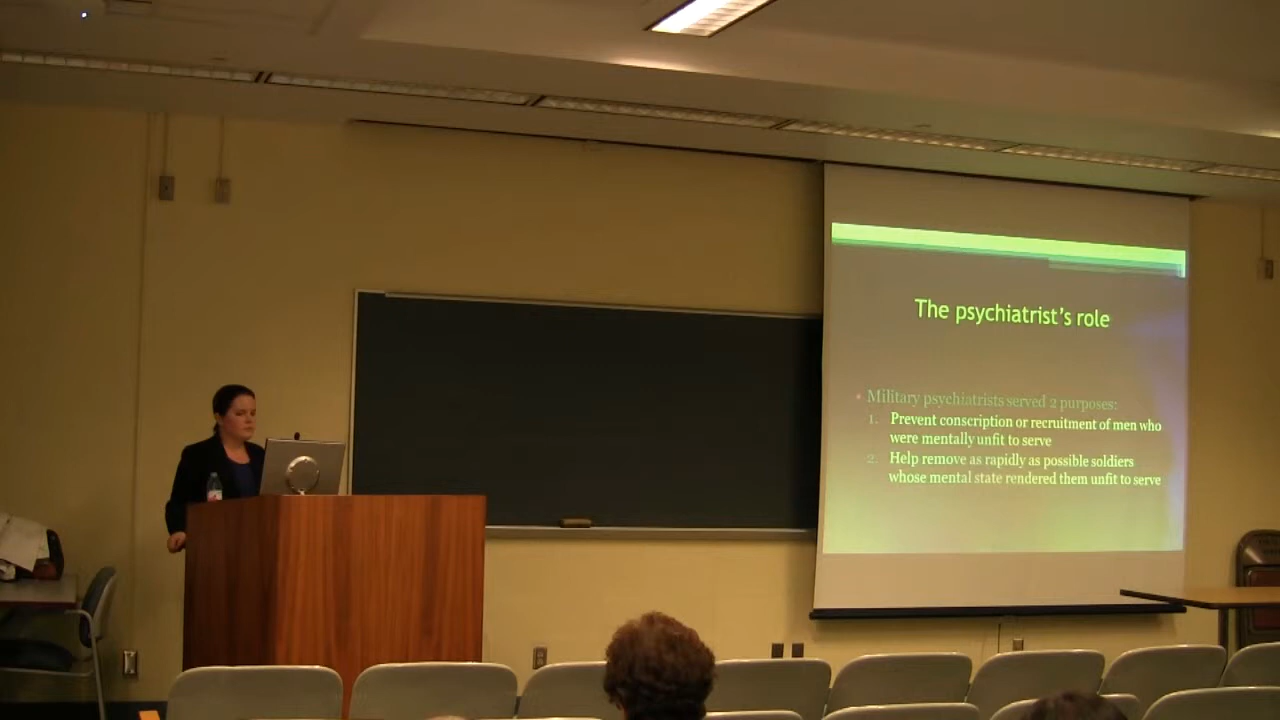 The psychiatrist's role
• Military psychiatrists served 2 purposes:
1. Prevent conscription or recruitment of men who
were mentally unfit to serve
2. Help remove as rapidly as possible soldiers
whose mental state rendered them unfit to serve